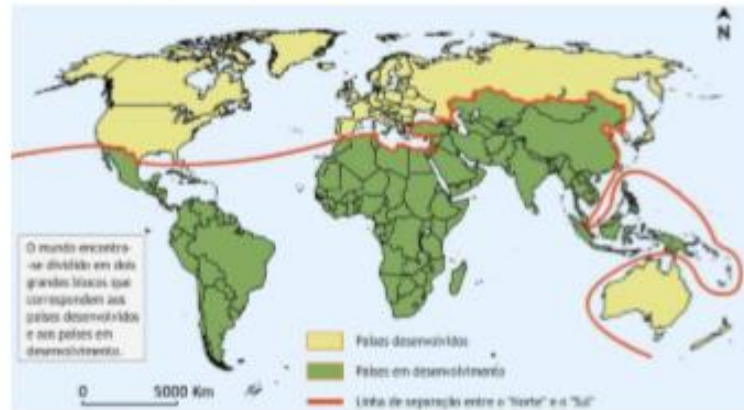 N
O mundo encontra-
-se dividido em dois
grandes blocos que
correspondem aos
países desenvolvidos
e aos países em
desenvolvimento.
Países desenvolvidos
Países em desenvolvimento
Linha de separação entre o "Norte" e o "Sul"
0 5000 Km